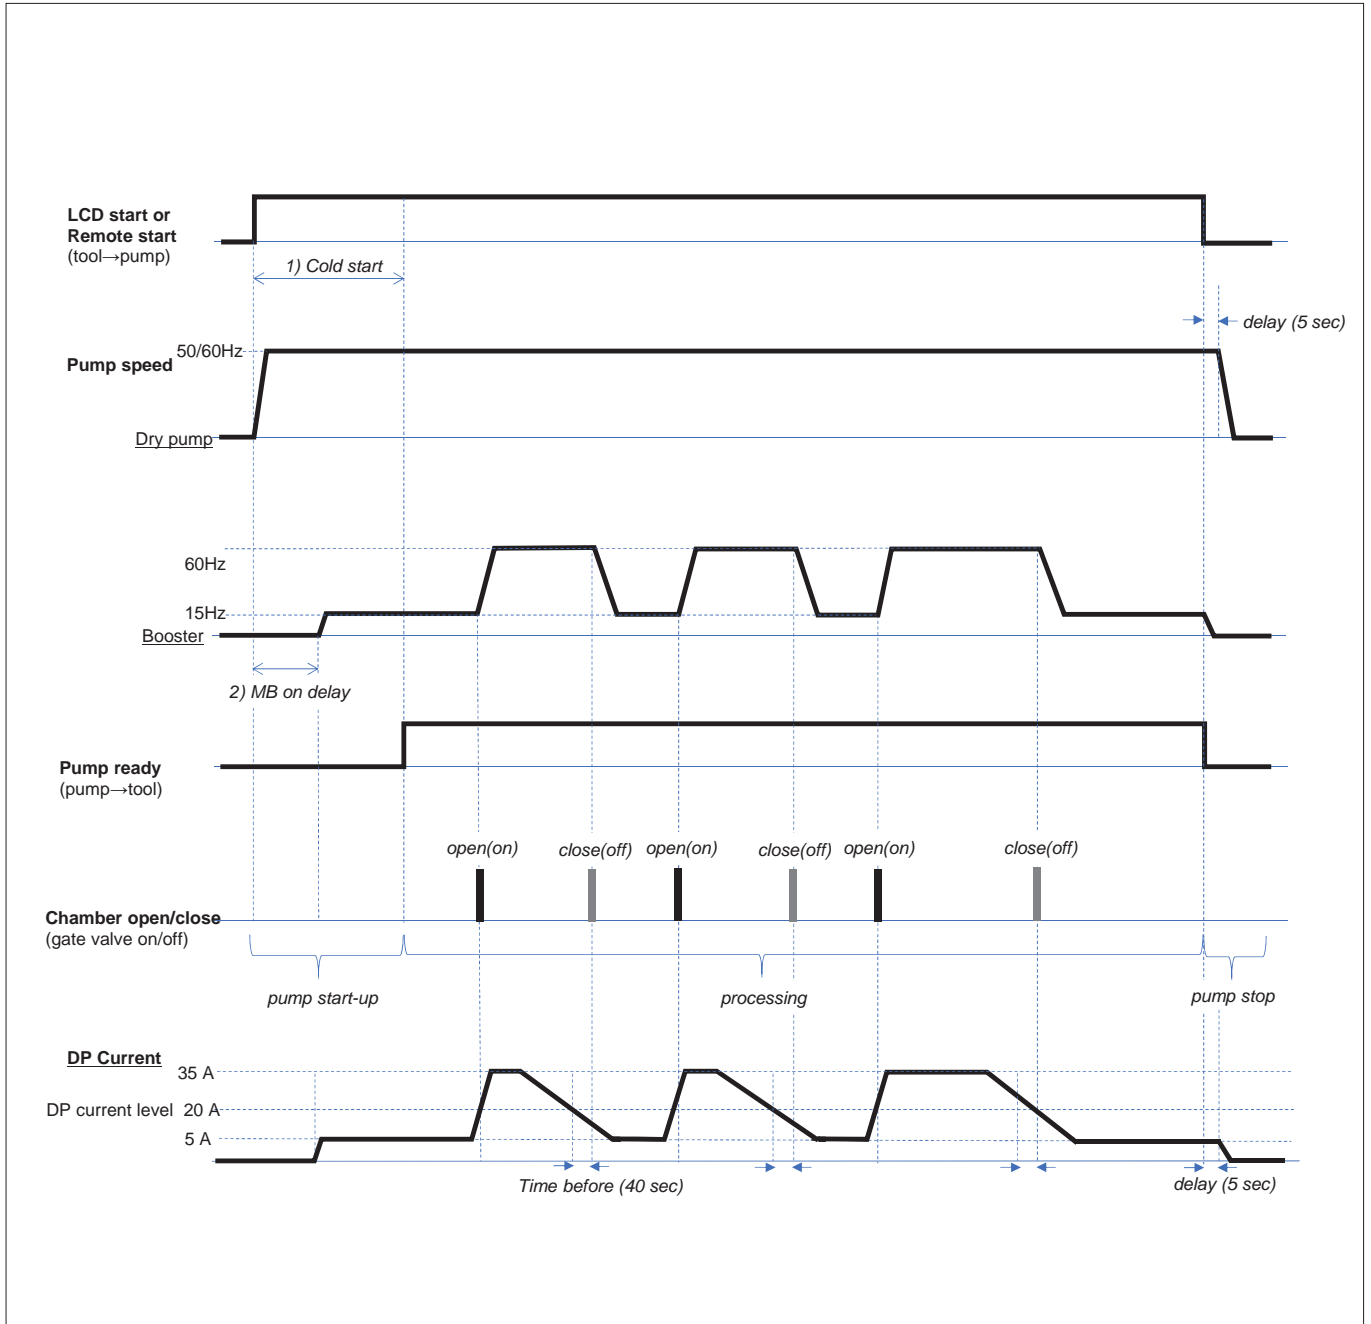 LCD start or
Remote start
(tool→pump)
1) Cold start
delay (5 sec)
50/60Hz
Pump speed
Dry pump
60Hz
15Hz
Booster
2) MB on delay
Pump ready
(pump→tool)
open(on) close(off) open(on) close(off) open(on) close(off)
Chamber open/close
(gate valve on/off)
pump start-up processing pump stop
DP Current
35 A
DP current level 20 A
5 A
Time before (40 sec) delay (5 sec)